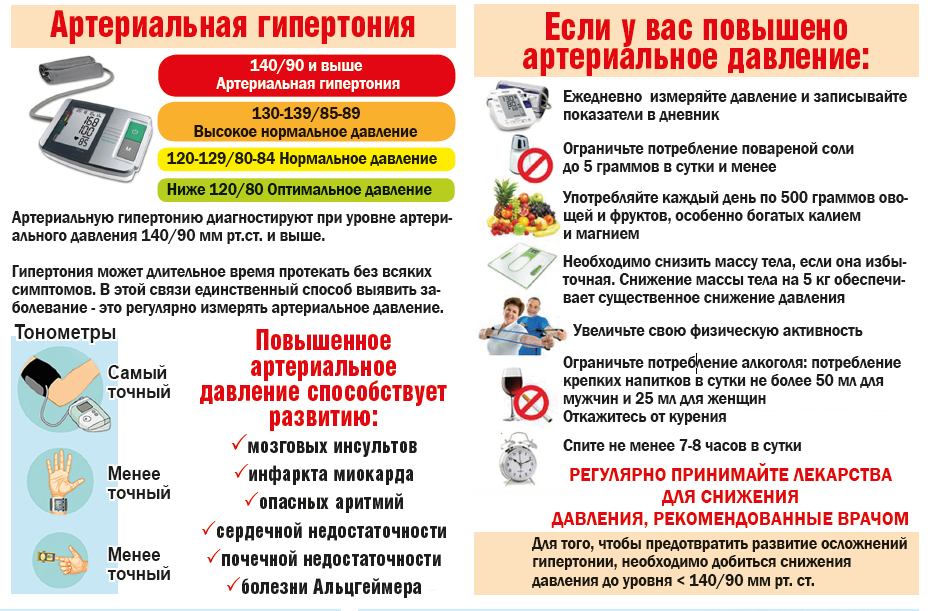 Артериальная гипертония
140/90 и выше
Артериальная гипертония
130-139/85-89
Высокое нормальное давление
120-129/80-84 Нормальное давление
Ниже 120/80 Оптимальное давление
Артериальную гипертонию диагностируют при уровне артери-
ального давления 140/90 мм рт.ст. и выше.
Гипертония может длительное время протекать без всяких
симптомов. В этой связи единственный способ выявить за-
болевание - это регулярно измерять артериальное давление.
Тонометры
Самый
точный
Менее
точный
Менее
точный
Повышенное
артериальное
давление способствует
развитию:
✓мозговых инсультов
✓инфаркта миокарда
✓опасных аритмий
✓сердечной недостаточности
✓почечной недостаточности
✓болезни Альцгеймера
Если у вас повышено
артериальное давление:
Ежедневно измеряйте давление и записывайте
показатели в дневник
Ограничьте потребление повареной соли
до 5 граммов в сутки и менее
Употребляйте каждый день по 500 граммов ово-
щей и фруктов, особенно богатых калием
и магнием
Необходимо снизить массу тела, если она избы-
точная. Снижение массы тела на 5 кг обеспечи-
вает существенное снижение давления
Увеличьте свою физическую активность
Ограничьте потребление алкоголя: потребление
крепких напитков в сутки не более 50 мл для
мужчин и 25 мл для женщин
Откажитесь от курения
Спите не менее 7-8 часов в сутки
РЕГУЛЯРНО ПРИНИМАЙТЕ ЛЕКАРСТВА
ДЛЯ СНИЖЕНИЯ
ДАВЛЕНИЯ, РЕКОМЕНДОВАННЫЕ ВРАЧОМ
Для того, чтобы предотвратить развитие осложнений
гипертонии, необходимо добиться снижения
давления до уровня < 140/90 мм рт. ст.